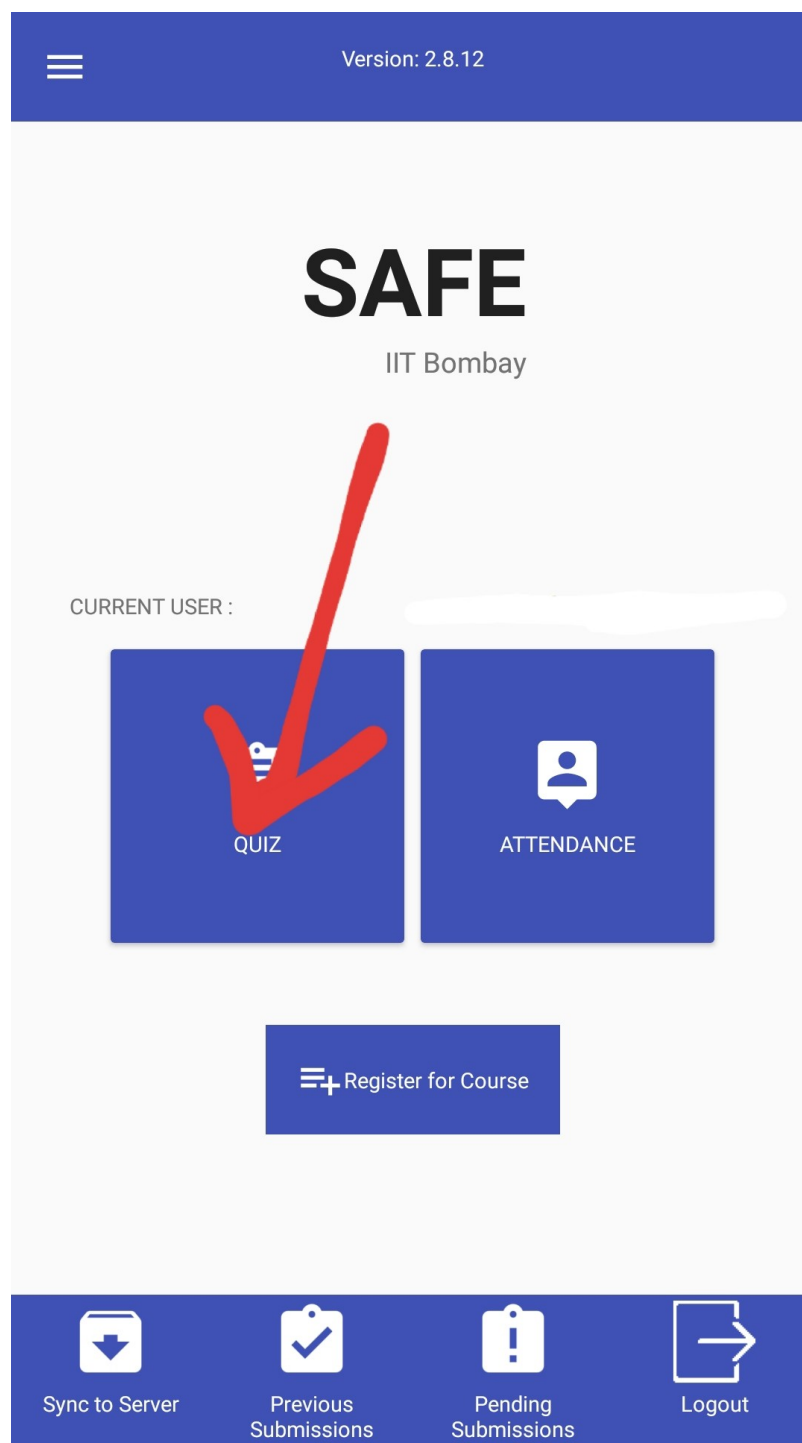 Version: 2.8.12
SAFE
IIT Bombay
CURRENT USER :
QUIZ
ATTENDANCE
Register for Course
Sync to Server
Previous
Submissions
Pending
Submissions
Logout